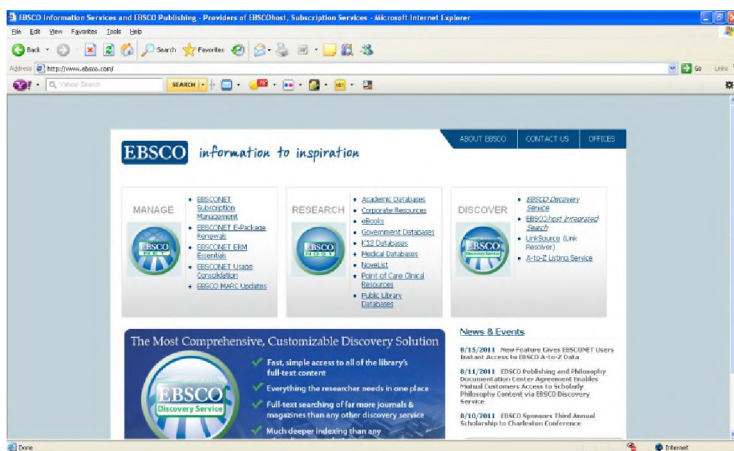 EBSCO Information Services and EBSCO Publishing - Providers of EBSCOhost, Subscription Services - Microsoft Internet Explorer
File Edit View Favorites Tools Help
Back Search Favorites
Address http://www.ebsco.com/ Go Links
Y! Yahoo! Search SEARCH
ABOUT EBSCO CONTACT US OFFICES
EBSCO information to inspiration
MANAGE
EBSCO
NET
• EBSCONET
Subscription
Management
• EBSCONET E-Package
Renewals
• EBSCONET ERM
Essentials
• EBSCONET Usage
Consolidation
• EBSCO MARC Updates
RESEARCH
EBSCO
HOST
• Academic Databases
• Corporate Resources
• eBooks
• Government Databases
• K12 Databases
• Medical Databases
• NoveList
• Point of Care Clinical
Resources
• Public Library
Databases
DISCOVER
EBSCO
Discovery Service
• EBSCO Discovery
Service
• EBSCOhost Integrated
Search
• LinkSource (Link
Resolver)
• A-to-Z Listing Service
The Most Comprehensive, Customizable Discovery Solution
EBSCO
Discovery Service
✓ Fast, simple access to all of the library's
full-text content
✓ Everything the researcher needs in one place
✓ Full-text searching of far more journals &
magazines than any other discovery service
✓ Much deeper indexing than any
News & Events
8/15/2011 New Feature Gives EBSCONET Users
Instant Access to EBSCO A-to-Z Data
8/11/2011 EBSCO Publishing and Philosophy
Documentation Center Agreement Enables
Mutual Customers Access to Scholarly
Philosophy Content via EBSCO Discovery
Service
8/10/2011 EBSCO Sponsors Third Annual
Scholarship to Charleston Conference
Done Internet